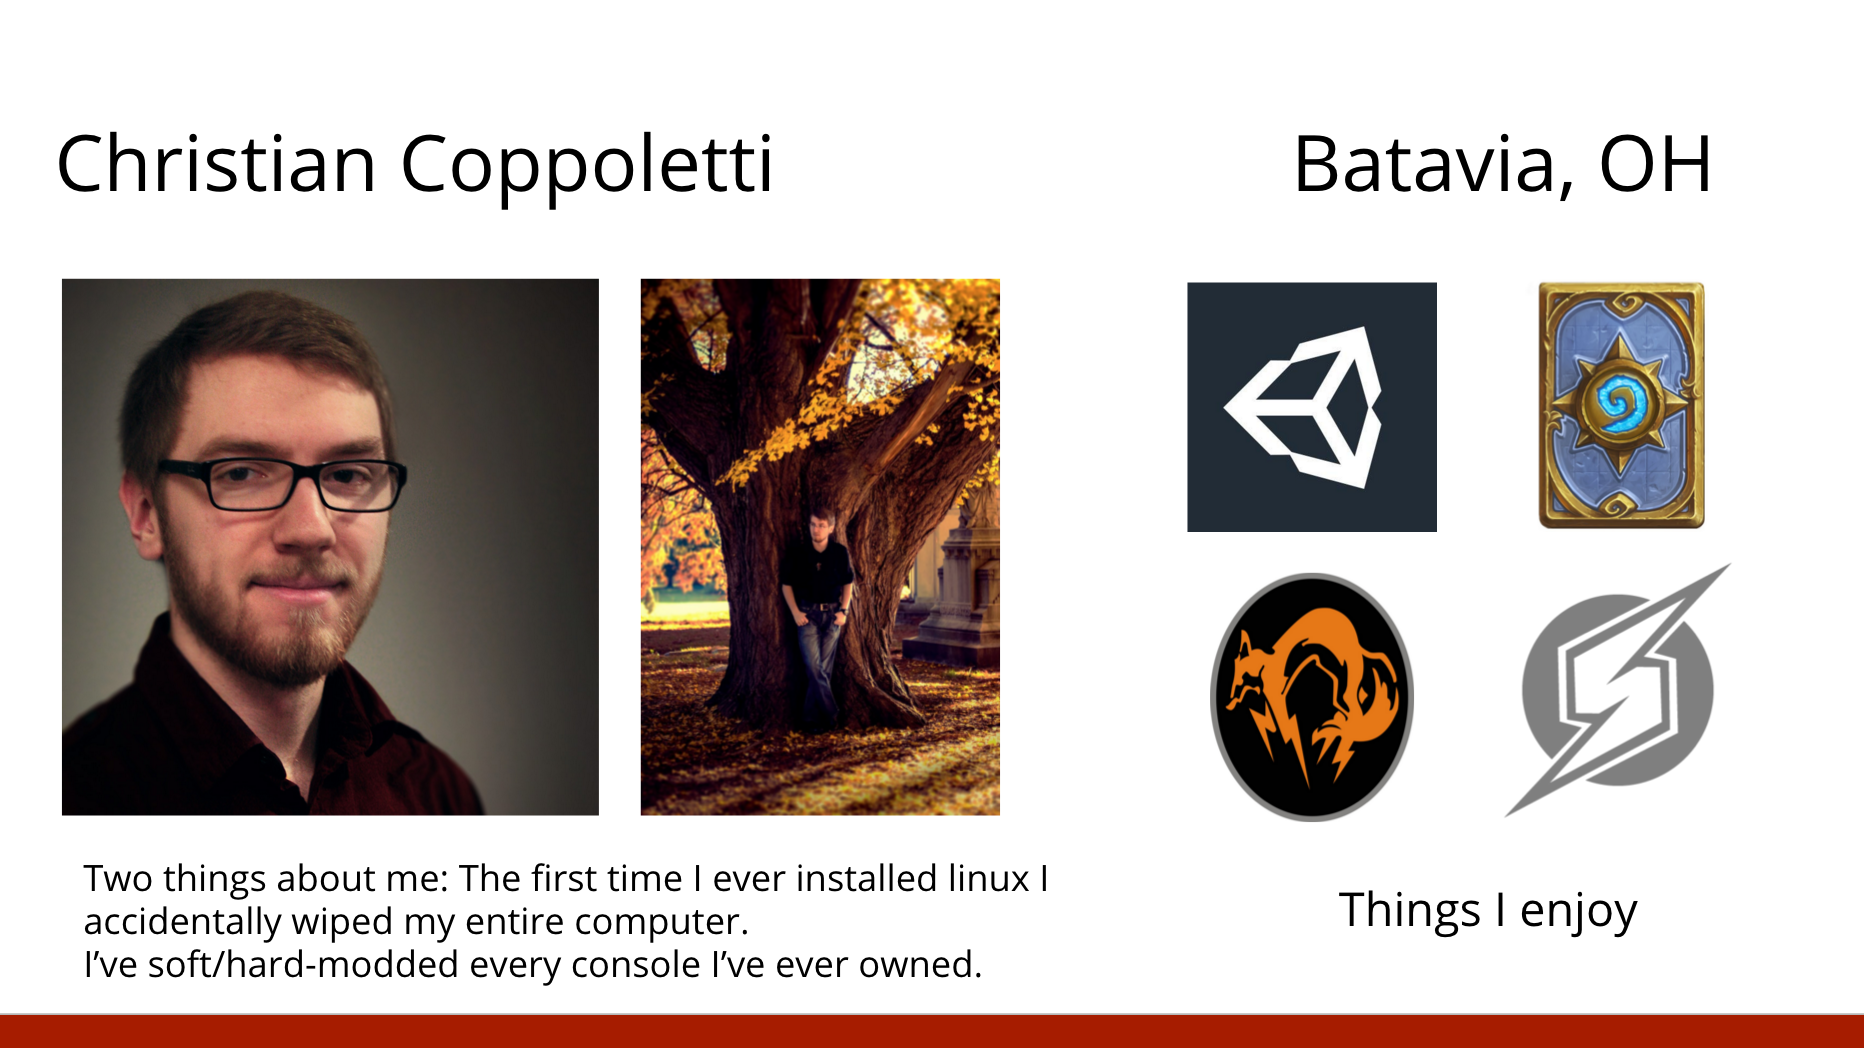 Christian Coppoletti
Batavia, OH
Two things about me: The first time I ever installed linux I
accidentally wiped my entire computer.
I’ve soft/hard-modded every console I’ve ever owned.
Things I enjoy